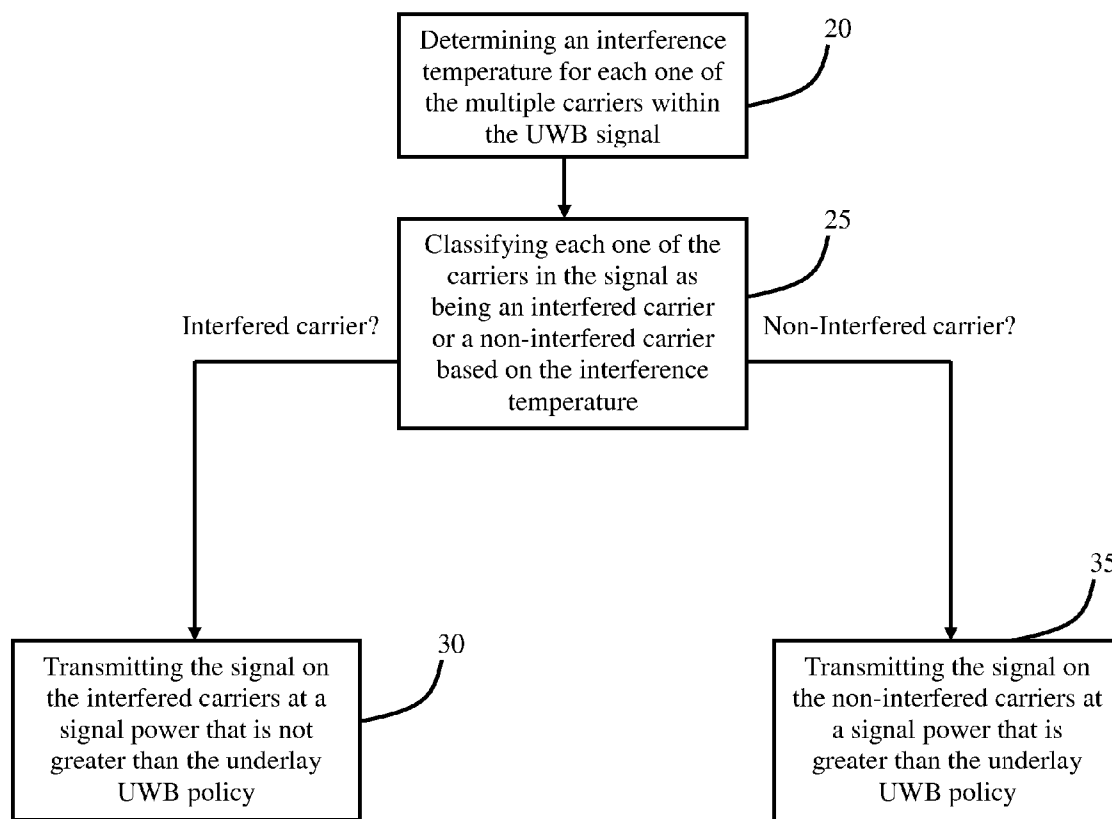 Determining an interference
temperature for each one of
the multiple carriers within
the UWB signal
20
Classifying each one of the
carriers in the signal as
being an interfered carrier
or a non-interfered carrier
based on the interference
temperature
25
Interfered carrier?
Non-Interfered carrier?
Transmitting the signal on
the interfered carriers at a
signal power that is not
greater than the underlay
UWB policy
30
Transmitting the signal on
the non-interfered carriers at
a signal power that is
greater than the underlay
UWB policy
35